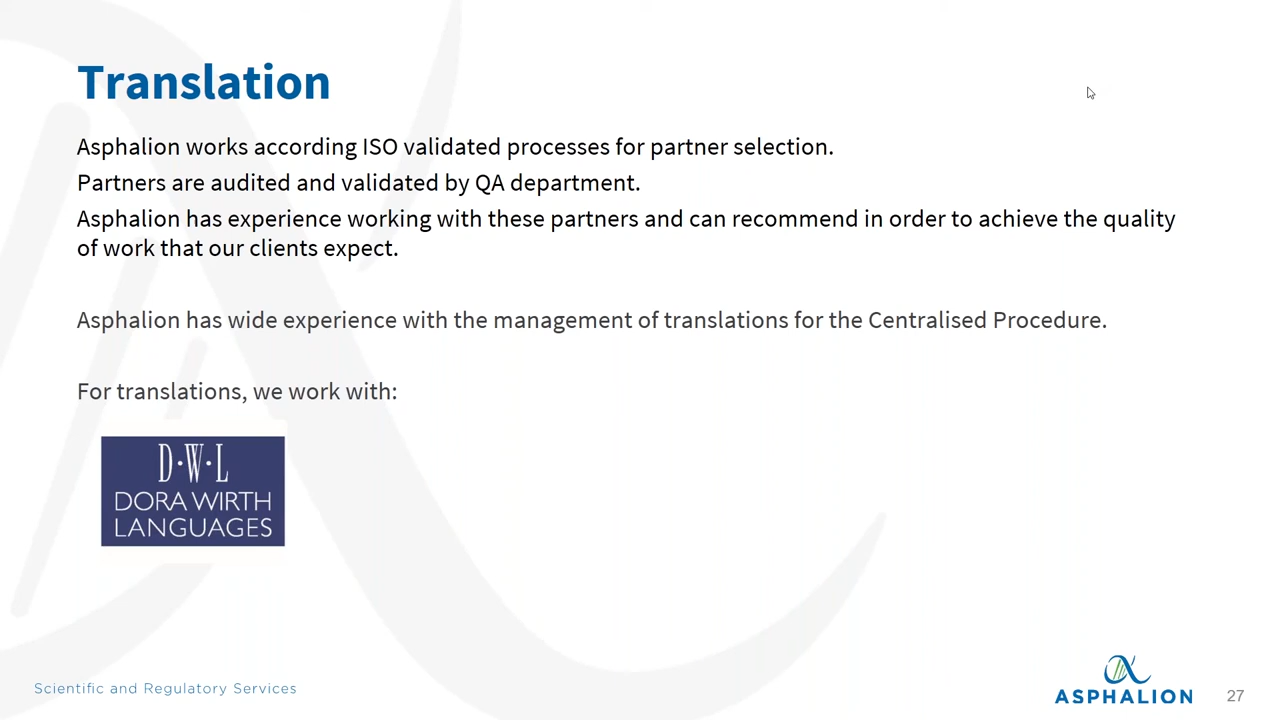 Translation
Asphalion works according ISO validated processes for partner selection.
Partners are audited and validated by QA department.
Asphalion has experience working with these partners and can recommend in order to achieve the quality
of work that our clients expect.
Asphalion has wide experience with the management of translations for the Centralised Procedure.
For translations, we work with:
D·W·L
DORA WIRTH
LANGUAGES
Scientific and Regulatory Services
ASPHALION
27